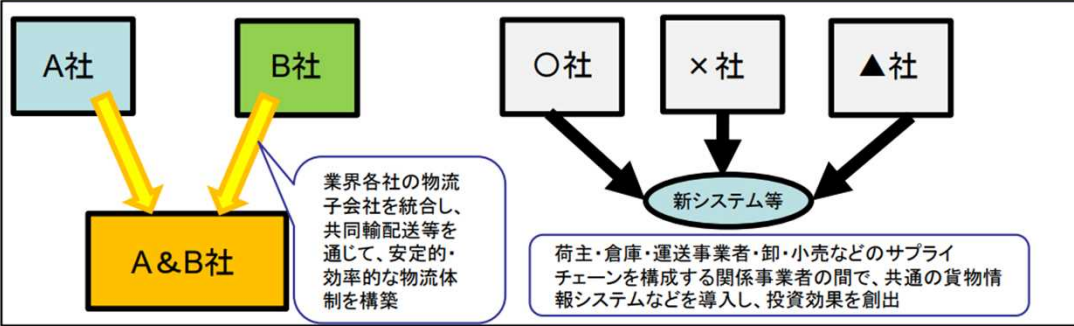 A社
B社
業界各社の物流
子会社を統合し、
共同輸配送等を
通じて、安定的・
効率的な物流体
制を構築
A&B社
〇社
×社
▲社
新システム等
荷主・倉庫・運送事業者・卸・小売などのサプライ
チェーンを構成する関係事業者の間で、共通の貨物情
報システムなどを導入し、投資効果を創出